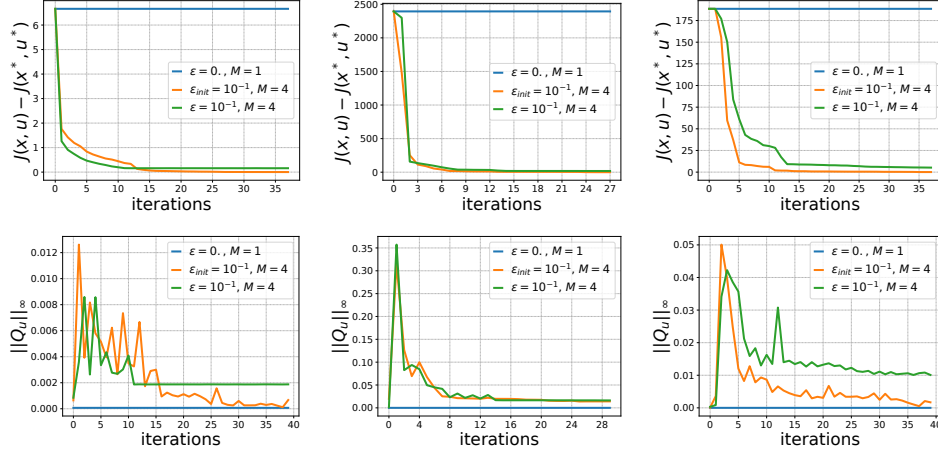 J(x, u) − J(x*, u*)
6
5
4
3
2
1
0
0 5 10 15 20 25 30 35
iterations
ε = 0. , M = 1
ε_init = 10⁻¹, M = 4
ε = 10⁻¹, M = 4
J(x, u) − J(x*, u*)
2500
2000
1500
1000
500
0
0 3 6 9 12 15 18 21 24 27
iterations
ε = 0. , M = 1
ε_init = 10⁻¹, M = 4
ε = 10⁻¹, M = 4
J(x, u) − J(x*, u*)
175
150
125
100
75
50
25
0
0 5 10 15 20 25 30 35
iterations
ε = 0. , M = 1
ε_init = 10⁻¹, M = 4
ε = 10⁻¹, M = 4
||Q_u||_∞
0.012
0.010
0.008
0.006
0.004
0.002
0.000
0 5 10 15 20 25 30 35 40
iterations
ε = 0. , M = 1
ε_init = 10⁻¹, M = 4
ε = 10⁻¹, M = 4
||Q_u||_∞
0.35
0.30
0.25
0.20
0.15
0.10
0.05
0.00
0 4 8 12 16 20 24 28
iterations
ε = 0. , M = 1
ε_init = 10⁻¹, M = 4
ε = 10⁻¹, M = 4
||Q_u||_∞
0.05
0.04
0.03
0.02
0.01
0.00
0 5 10 15 20 25 30 35 40
iterations
ε = 0. , M = 1
ε_init = 10⁻¹, M = 4
ε = 10⁻¹, M = 4